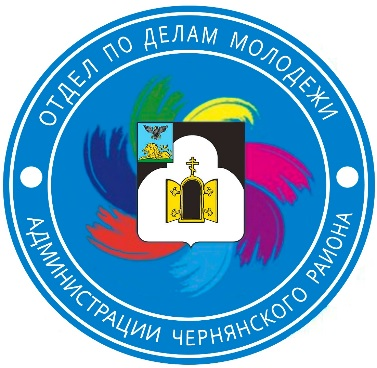 ОТДЕЛ ПО ДЕЛАМ МОЛОДЕЖИ
АДМИНИСТРАЦИИ ЧЕРНЯНСКОГО РАЙОНА